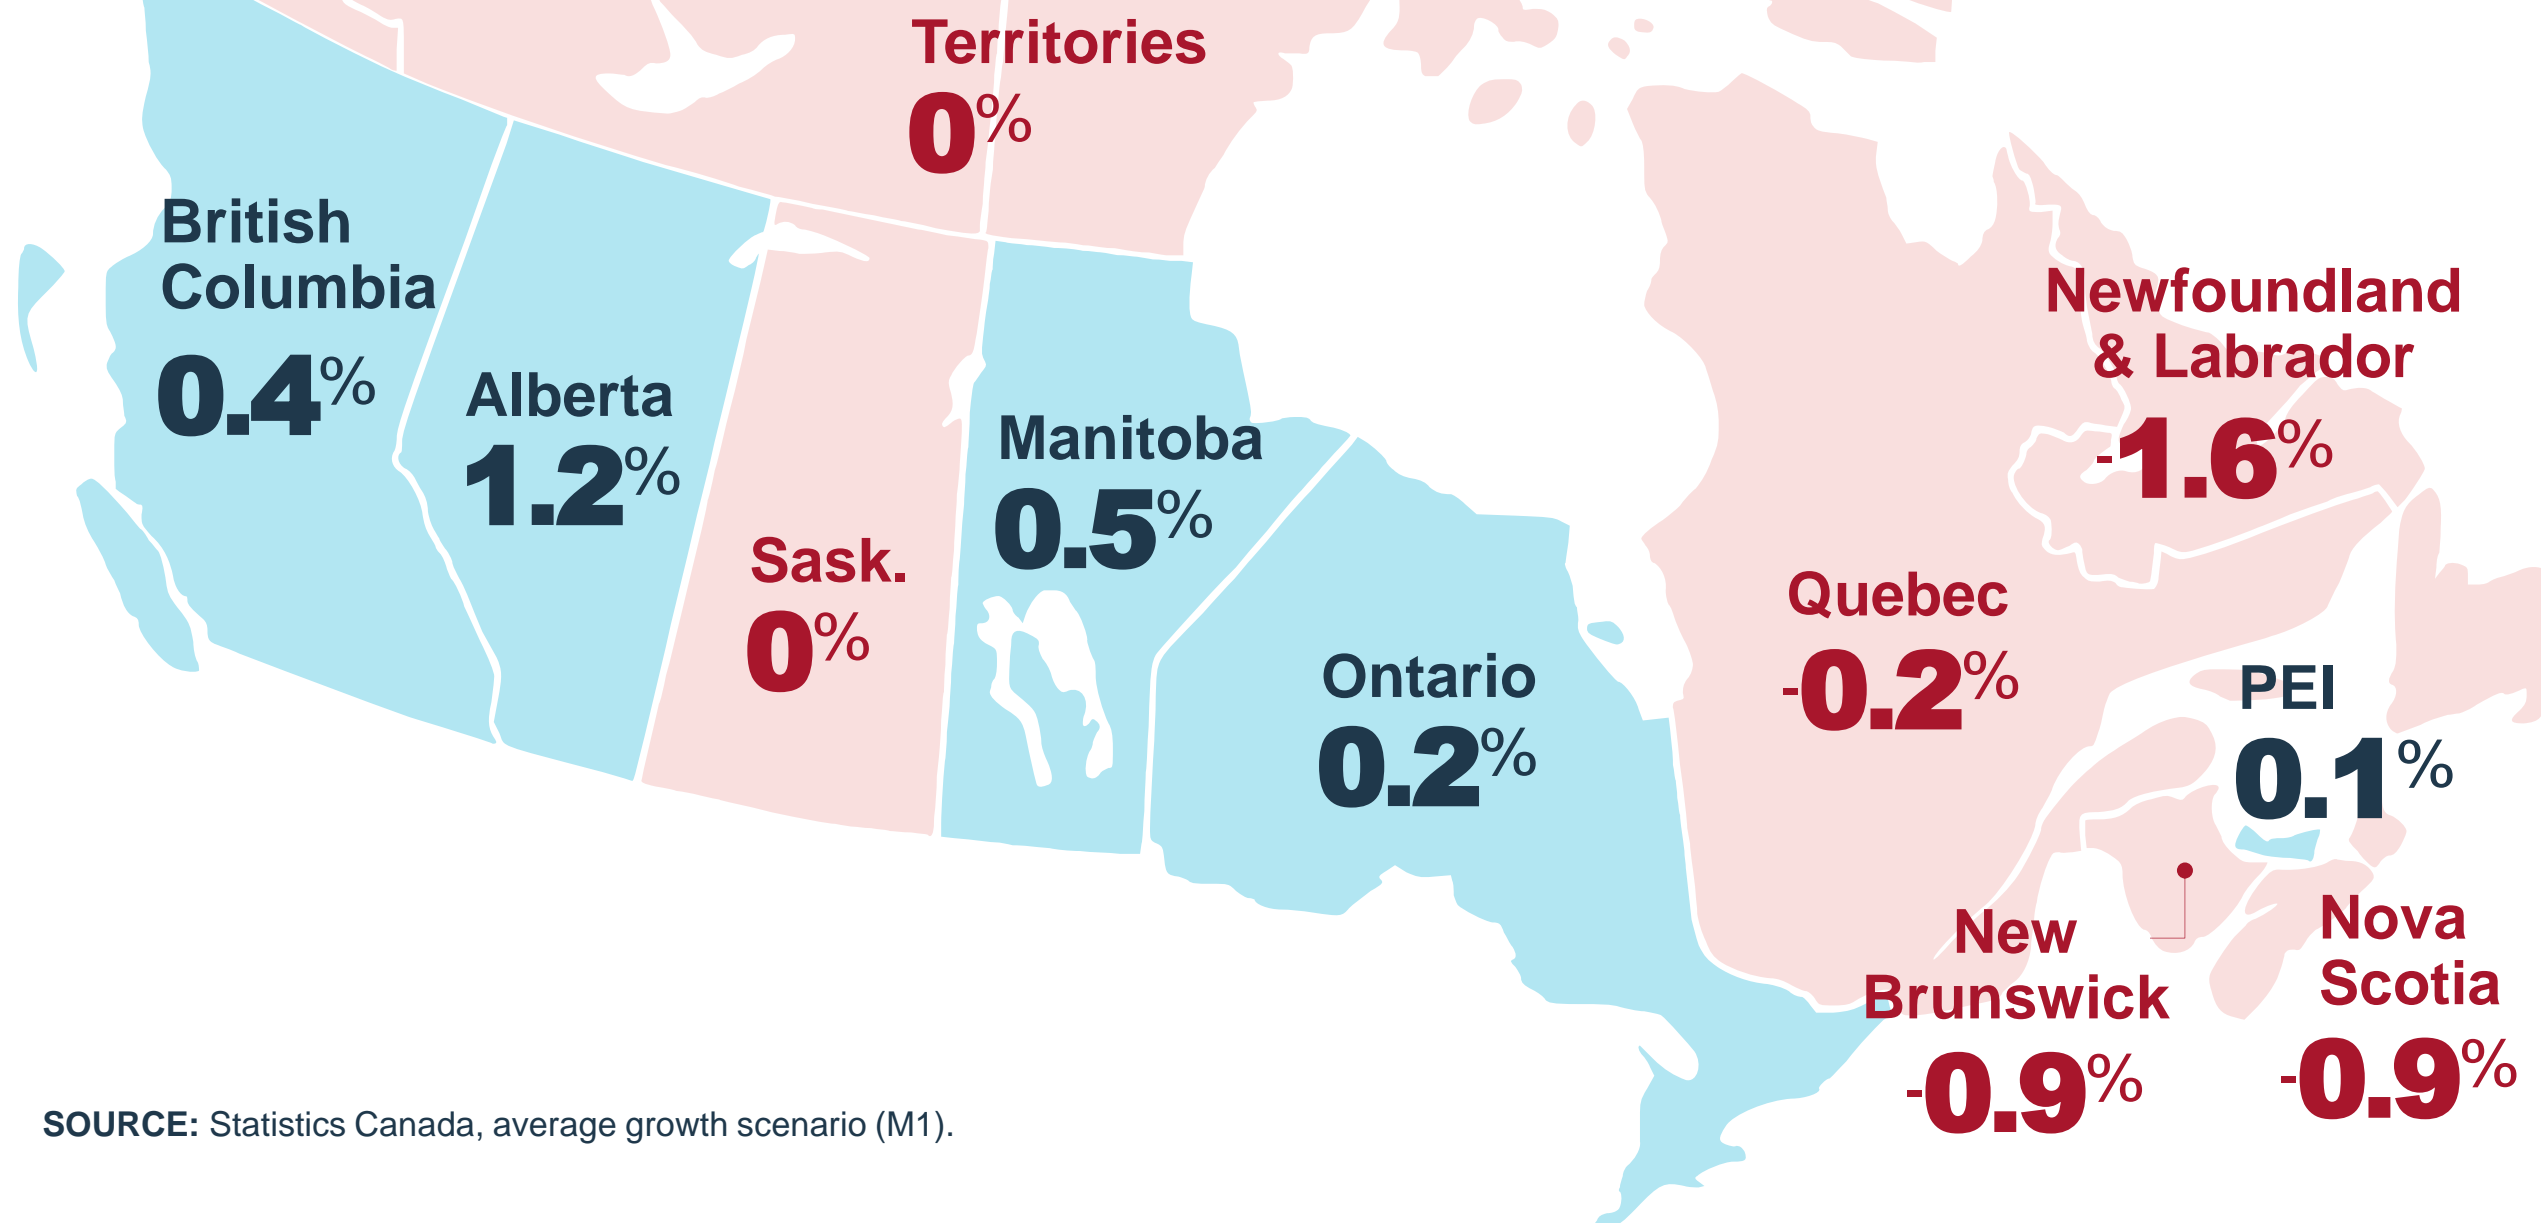 Territories
0%
British
Columbia
0.4%
Alberta
1.2%
Sask.
0%
Manitoba
0.5%
Ontario
0.2%
Quebec
-0.2%
Newfoundland
& Labrador
-1.6%
PEI
0.1%
New
Brunswick
-0.9%
Nova
Scotia
-0.9%
SOURCE: Statistics Canada, average growth scenario (M1).